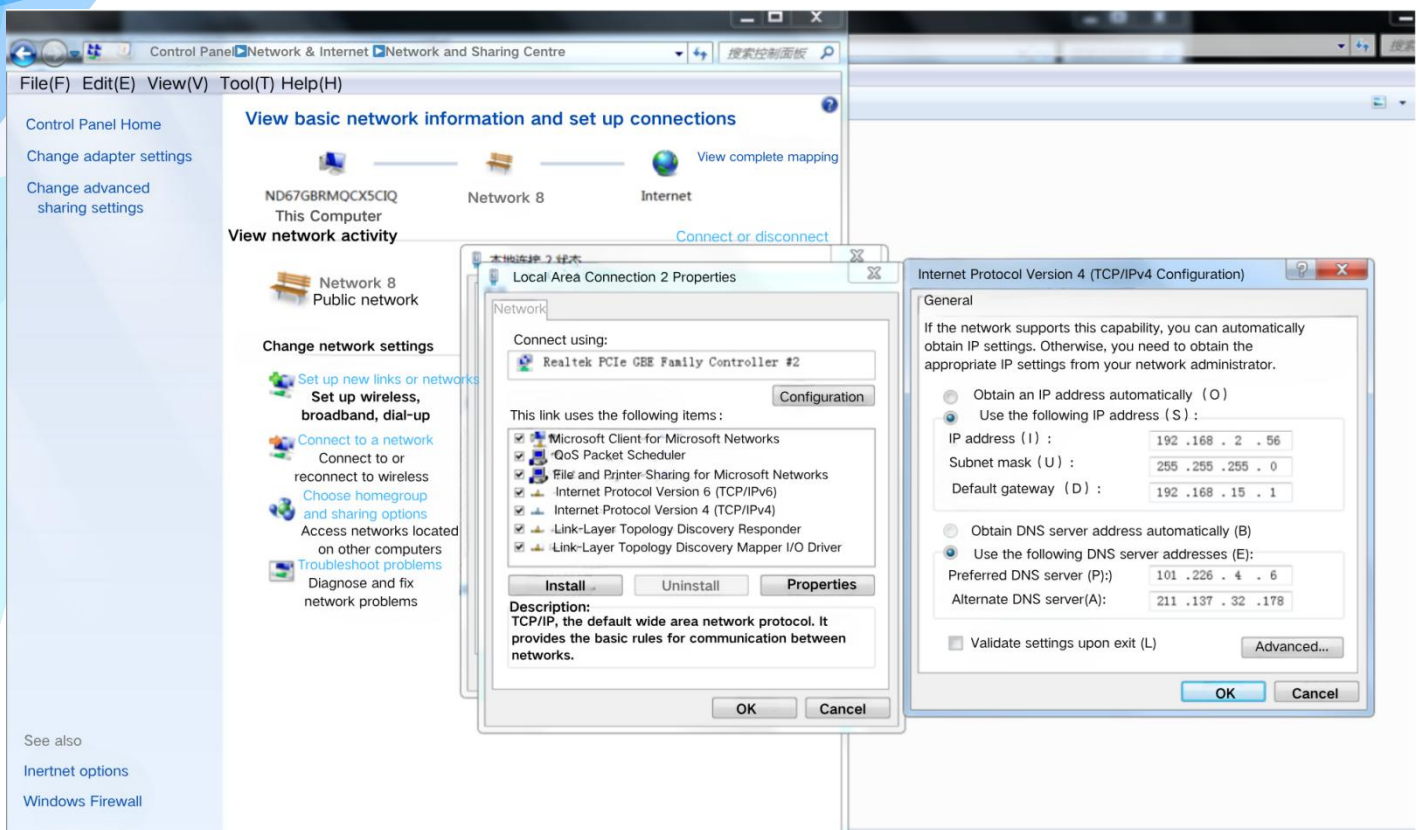 Control Panel Network & Internet Network and Sharing Centre
搜索控制面板
File(F) Edit(E) View(V) Tool(T) Help(H)
Control Panel Home
Change adapter settings
Change advanced
sharing settings
See also
Inertnet options
Windows Firewall
View basic network information and set up connections
View complete mapping
ND67GBRMQCX5CIQ
This Computer
Network 8
Internet
View network activity
Connect or disconnect
Network 8
Public network
Change network settings
Set up new links or networks
Set up wireless,
broadband, dial-up
Connect to a network
Connect to or
reconnect to wireless
Choose homegroup
and sharing options
Access networks located
on other computers
Troubleshoot problems
Diagnose and fix
network problems
本地连接 2 状态
Local Area Connection 2 Properties
Network
Connect using:
Realtek PCIe GBE Family Controller #2
Configuration
This link uses the following items:
Microsoft Client for Microsoft Networks
QoS Packet Scheduler
File and Printer Sharing for Microsoft Networks
Internet Protocol Version 6 (TCP/IPv6)
Internet Protocol Version 4 (TCP/IPv4)
Link-Layer Topology Discovery Responder
Link-Layer Topology Discovery Mapper I/O Driver
Install Uninstall Properties
Description:
TCP/IP, the default wide area network protocol. It
provides the basic rules for communication between
networks.
OK Cancel
Internet Protocol Version 4 (TCP/IPv4 Configuration)
General
If the network supports this capability, you can automatically
obtain IP settings. Otherwise, you need to obtain the
appropriate IP settings from your network administrator.
Obtain an IP address automatically (O)
Use the following IP address (S) :
IP address (I) : 192 .168 . 2 .56
Subnet mask (U) : 255 .255 .255 . 0
Default gateway (D) : 192 .168 . 15 . 1
Obtain DNS server address automatically (B)
Use the following DNS server addresses (E):
Preferred DNS server (P):) 101 .226 . 4 . 6
Alternate DNS server(A): 211 .137 . 32 .178
Validate settings upon exit (L)
Advanced...
OK Cancel